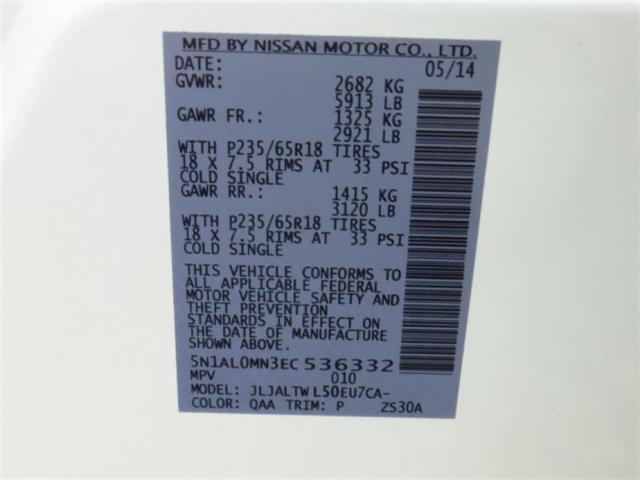 MFD BY NISSAN MOTOR CO., LTD.
DATE: 05/14
GVWR: 2682 KG
5913 LB
GAWR FR.: 1325 KG
2921 LB
WITH P235/65R18 TIRES
18 X 7.5 RIMS AT 33 PSI
COLD SINGLE
GAWR RR.: 1415 KG
3120 LB
WITH P235/65R18 TIRES
18 X 7.5 RIMS AT 33 PSI
COLD SINGLE
THIS VEHICLE CONFORMS TO
ALL APPLICABLE FEDERAL
MOTOR VEHICLE SAFETY AND
THEFT PREVENTION
STANDARDS IN EFFECT ON
THE DATE OF MANUFACTURE
SHOWN ABOVE.
5N1AL0MN3EC 536332
MPV 010
MODEL: JLJALTW L50EU7CA-
COLOR: QAA TRIM: P ZS30A